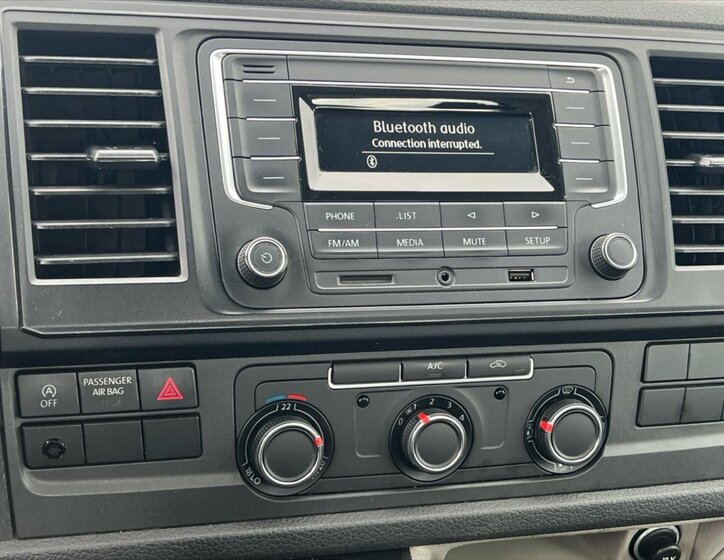 Bluetooth audio
Connection interrupted.
PHONE .LIST
FM/AM MEDIA MUTE SETUP
A/C
A OFF
PASSENGER AIR BAG
22
0 1 2 3 4